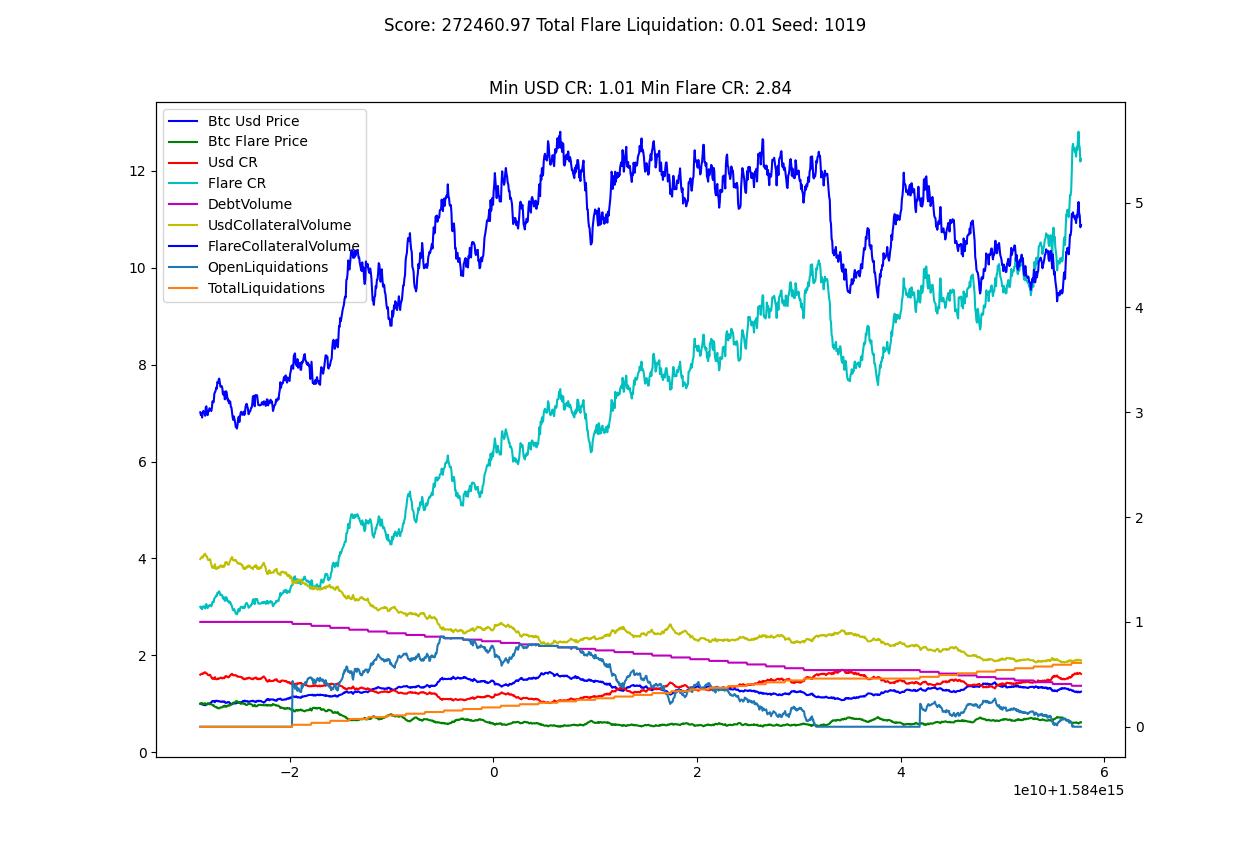 Score: 272460.97 Total Flare Liquidation: 0.01 Seed: 1019
Min USD CR: 1.01 Min Flare CR: 2.84
Btc Usd Price
Btc Flare Price
Usd CR
Flare CR
DebtVolume
UsdCollateralVolume
FlareCollateralVolume
OpenLiquidations
TotalLiquidations
12
10
8
6
4
2
0
5
4
3
2
1
0
−2
0
2
4
6
1e10+1.584e15